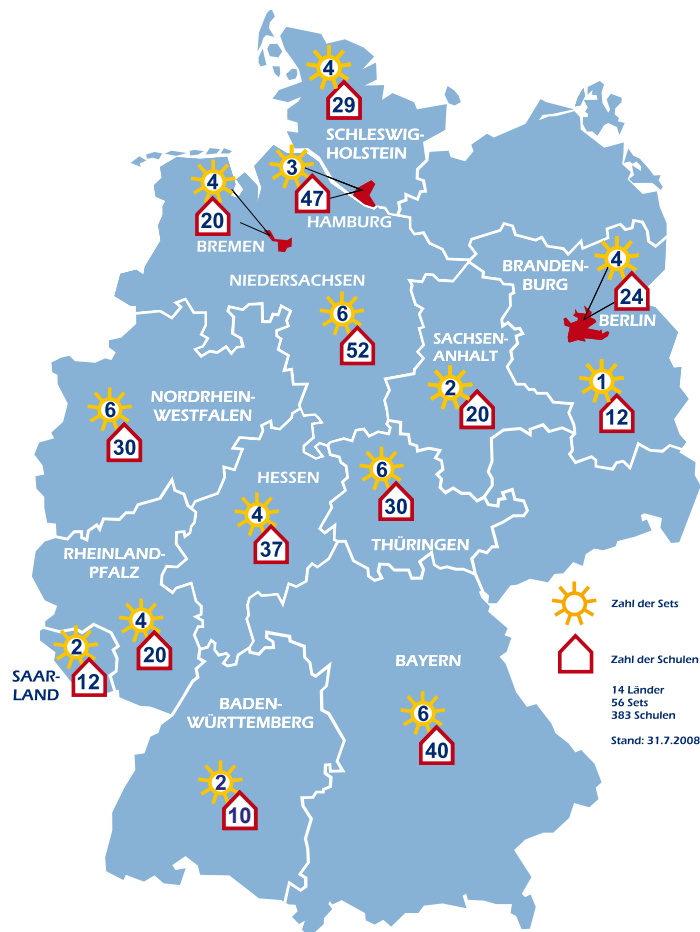 4
29
SCHLESWIG-
HOLSTEIN
3
47
HAMBURG
4
20
BREMEN
NIEDERSACHSEN
6
52
BRANDEN-
BURG
4
24
BERLIN
1
12
SACHSEN-
ANHALT
2
20
NORDRHEIN-
WESTFALEN
6
30
HESSEN
4
37
6
30
THÜRINGEN
RHEINLAND-
PFALZ
4
20
2
12
SAAR-
LAND
BADEN-
WÜRTTEMBERG
2
10
BAYERN
6
40
Zahl der Sets
Zahl der Schulen
14 Länder
56 Sets
383 Schulen
Stand: 31.7.2008